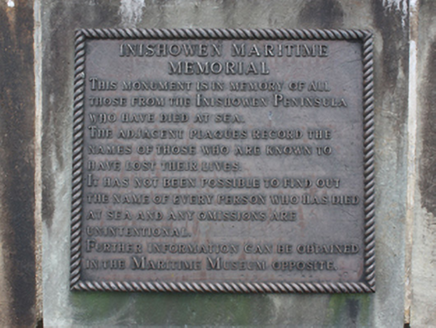 INISHOWEN MARITIME
MEMORIAL
THIS MONUMENT IS IN MEMORY OF ALL
THOSE FROM THE INISHOWEN PENINSULA
WHO HAVE DIED AT SEA.
THE ADJACENT PLAQUES RECORD THE
NAMES OF THOSE WHO ARE KNOWN TO
HAVE LOST THEIR LIVES.
IT HAS NOT BEEN POSSIBLE TO FIND OUT
THE NAME OF EVERY PERSON WHO HAS DIED
AT SEA AND ANY OMISSIONS ARE
UNINTENTIONAL.
FURTHER INFORMATION CAN BE OBTAINED
IN THE MARITIME MUSEUM OPPOSITE.